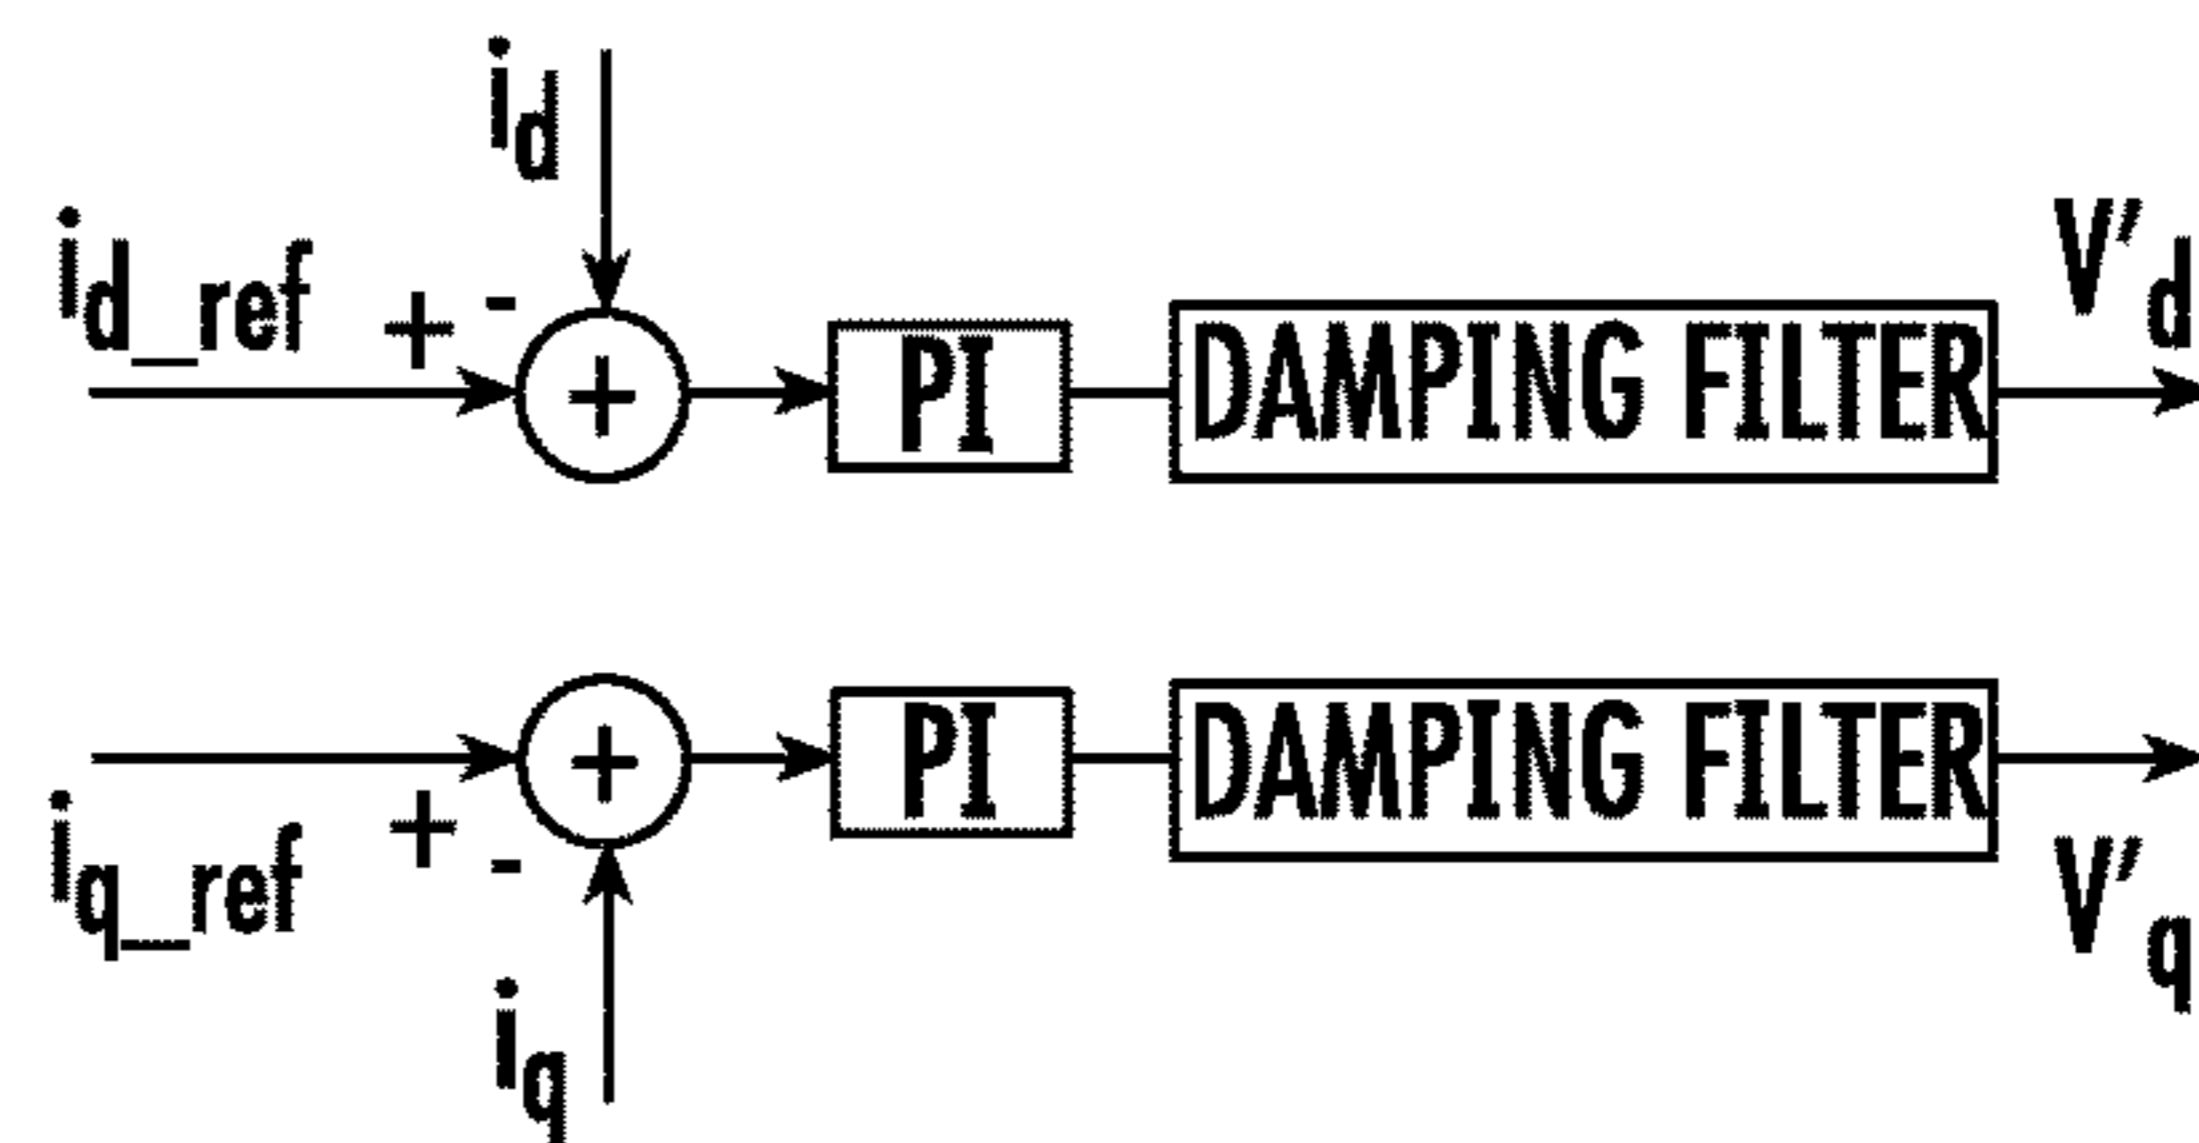 i_d
i_d_ref + -
+ PI DAMPING FILTER V'_d
+ PI DAMPING FILTER
i_q_ref + - V'_q
i_q